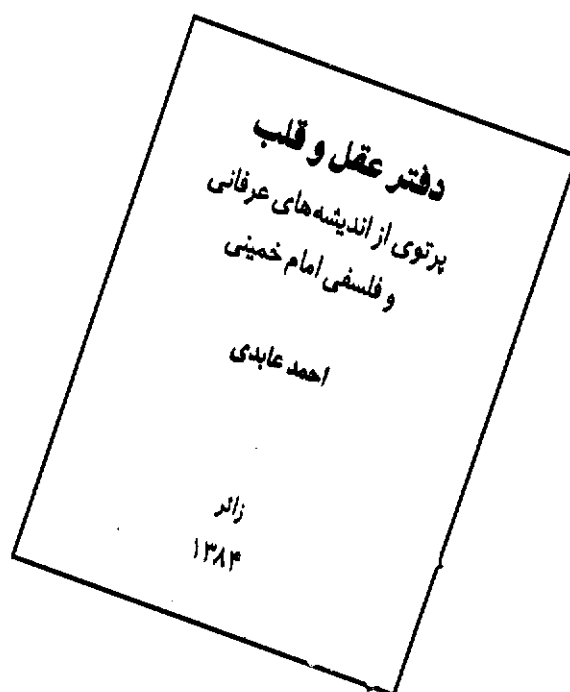 دفتر عقل و قلب
پرتوی از اندیشه‌های عرفانی
و فلسفی امام خمینی
احمد عابدی
زائر
۱۳۸۴